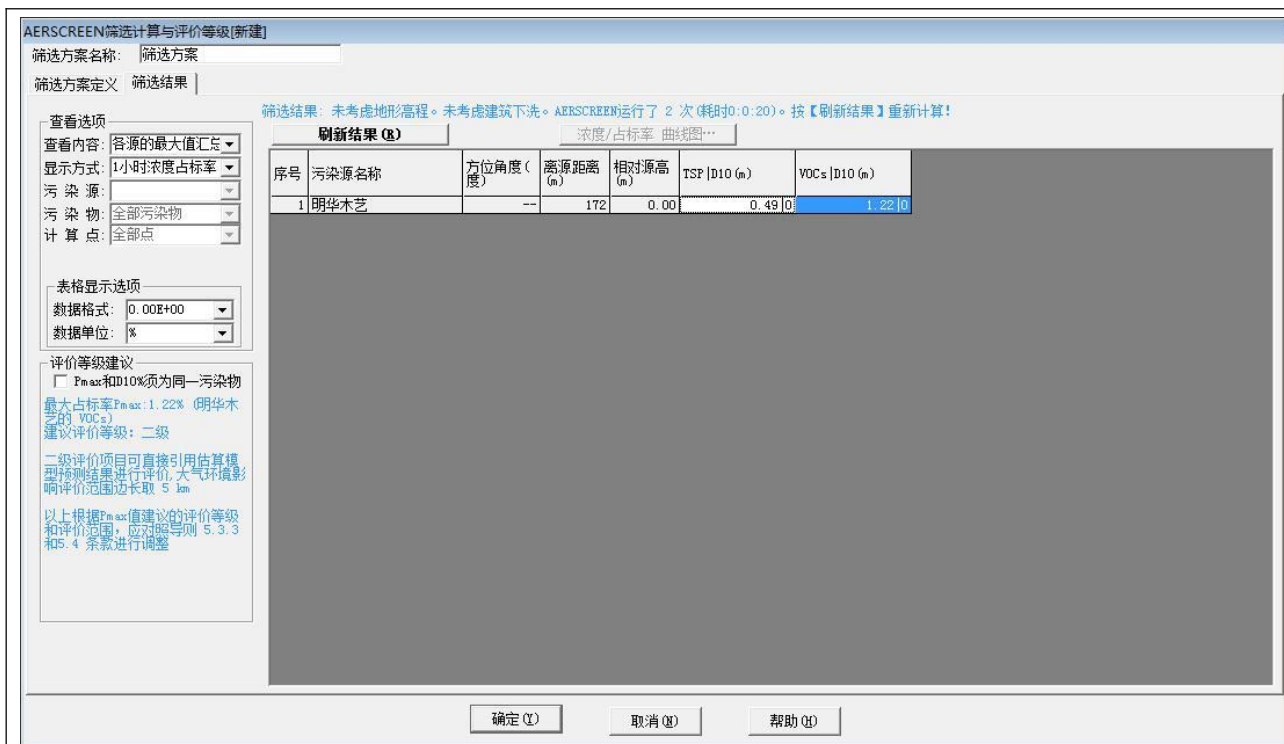 AERSCREEN筛选计算与评价等级[新建]
筛选方案名称: 筛选方案
筛选方案定义 筛选结果
筛选结果: 未考虑地形高程。未考虑建筑下洗。AERSCREEN运行了 2 次(耗时0:0:20)。按【刷新结果】重新计算!
查看选项
查看内容: 各源的最大值汇总
显示方式: 1小时浓度占标率
污 染 源:
污 染 物: 全部污染物
计 算 点: 全部点
表格显示选项
数据格式: 0.00E+00
数据单位: %
评价等级建议
Pmax和D10%须为同一污染物
最大占标率Pmax:1.22% (明华木
艺的 VOCs)
建议评价等级: 二级
二级评价项目可直接引用估算模
型预测结果进行评价,大气环境影
响评价范围边长取 5 km
以上根据Pmax值建议的评价等级
和评价范围,应对照导则 5.3.3
和5.4 条款进行调整
刷新结果(R) 浓度/占标率 曲线图…
序号 污染源名称 方位角度(度) 离源距离(m) 相对源高(m) TSP|D10(m) VOCs|D10(m)
1 明华木艺 -- 172 0.00 0.49|0 1.22|0
确定(Y) 取消(N) 帮助(H)